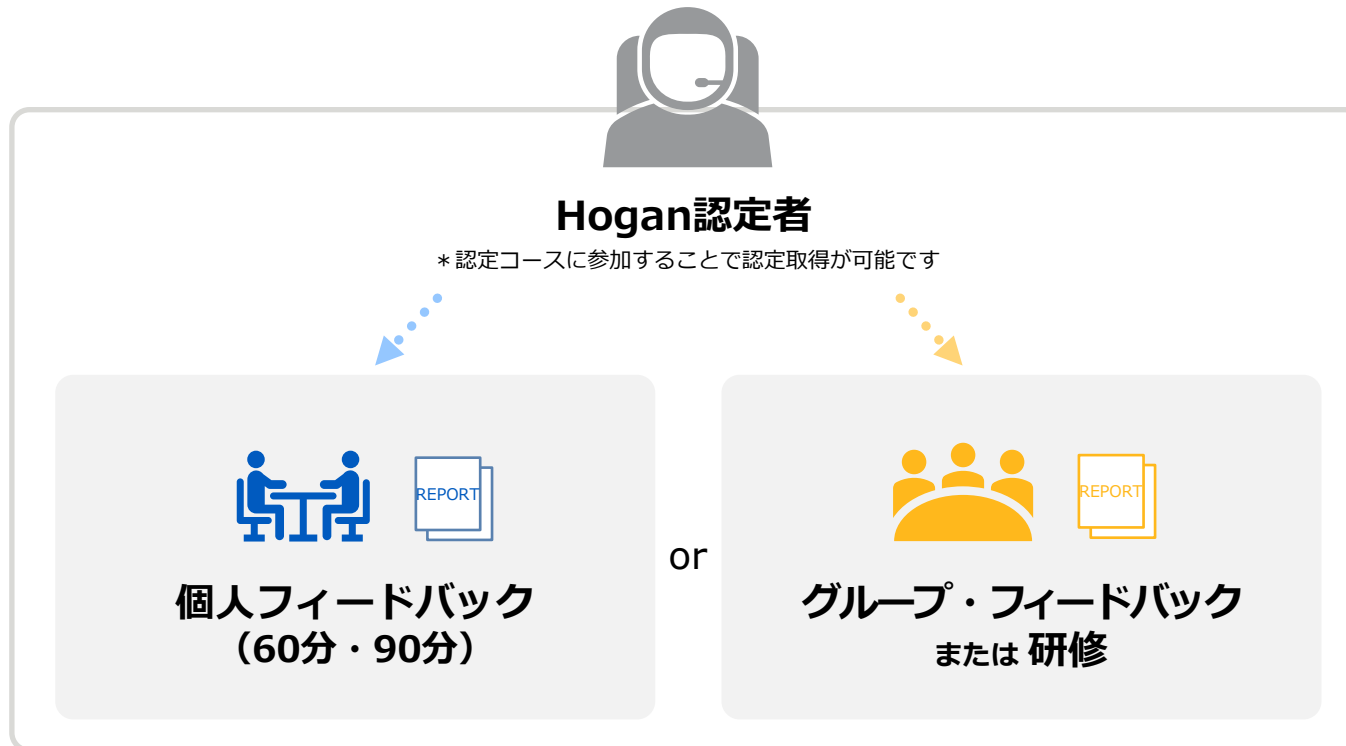 Hogan認定者
＊認定コースに参加することで認定取得が可能です
REPORT
個人フィードバック
（60分・90分）
or
REPORT
グループ・フィードバック
または 研修